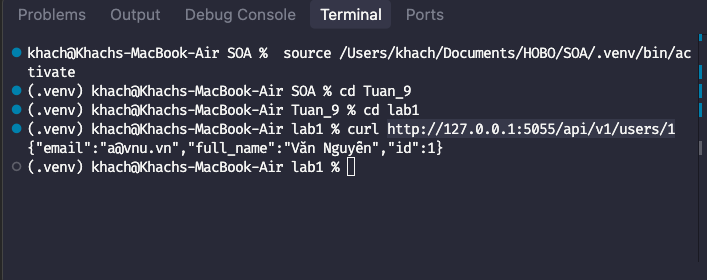 Problems Output Debug Console Terminal Ports
khach@Khachs-MacBook-Air SOA %  source /Users/khach/Documents/HOBO/SOA/.venv/bin/ac
tivate
(.venv) khach@Khachs-MacBook-Air SOA % cd Tuan_9
(.venv) khach@Khachs-MacBook-Air Tuan_9 % cd lab1
(.venv) khach@Khachs-MacBook-Air lab1 % curl http://127.0.0.1:5055/api/v1/users/1
{"email":"a@vnu.vn","full_name":"Văn Nguyên","id":1}
(.venv) khach@Khachs-MacBook-Air lab1 %